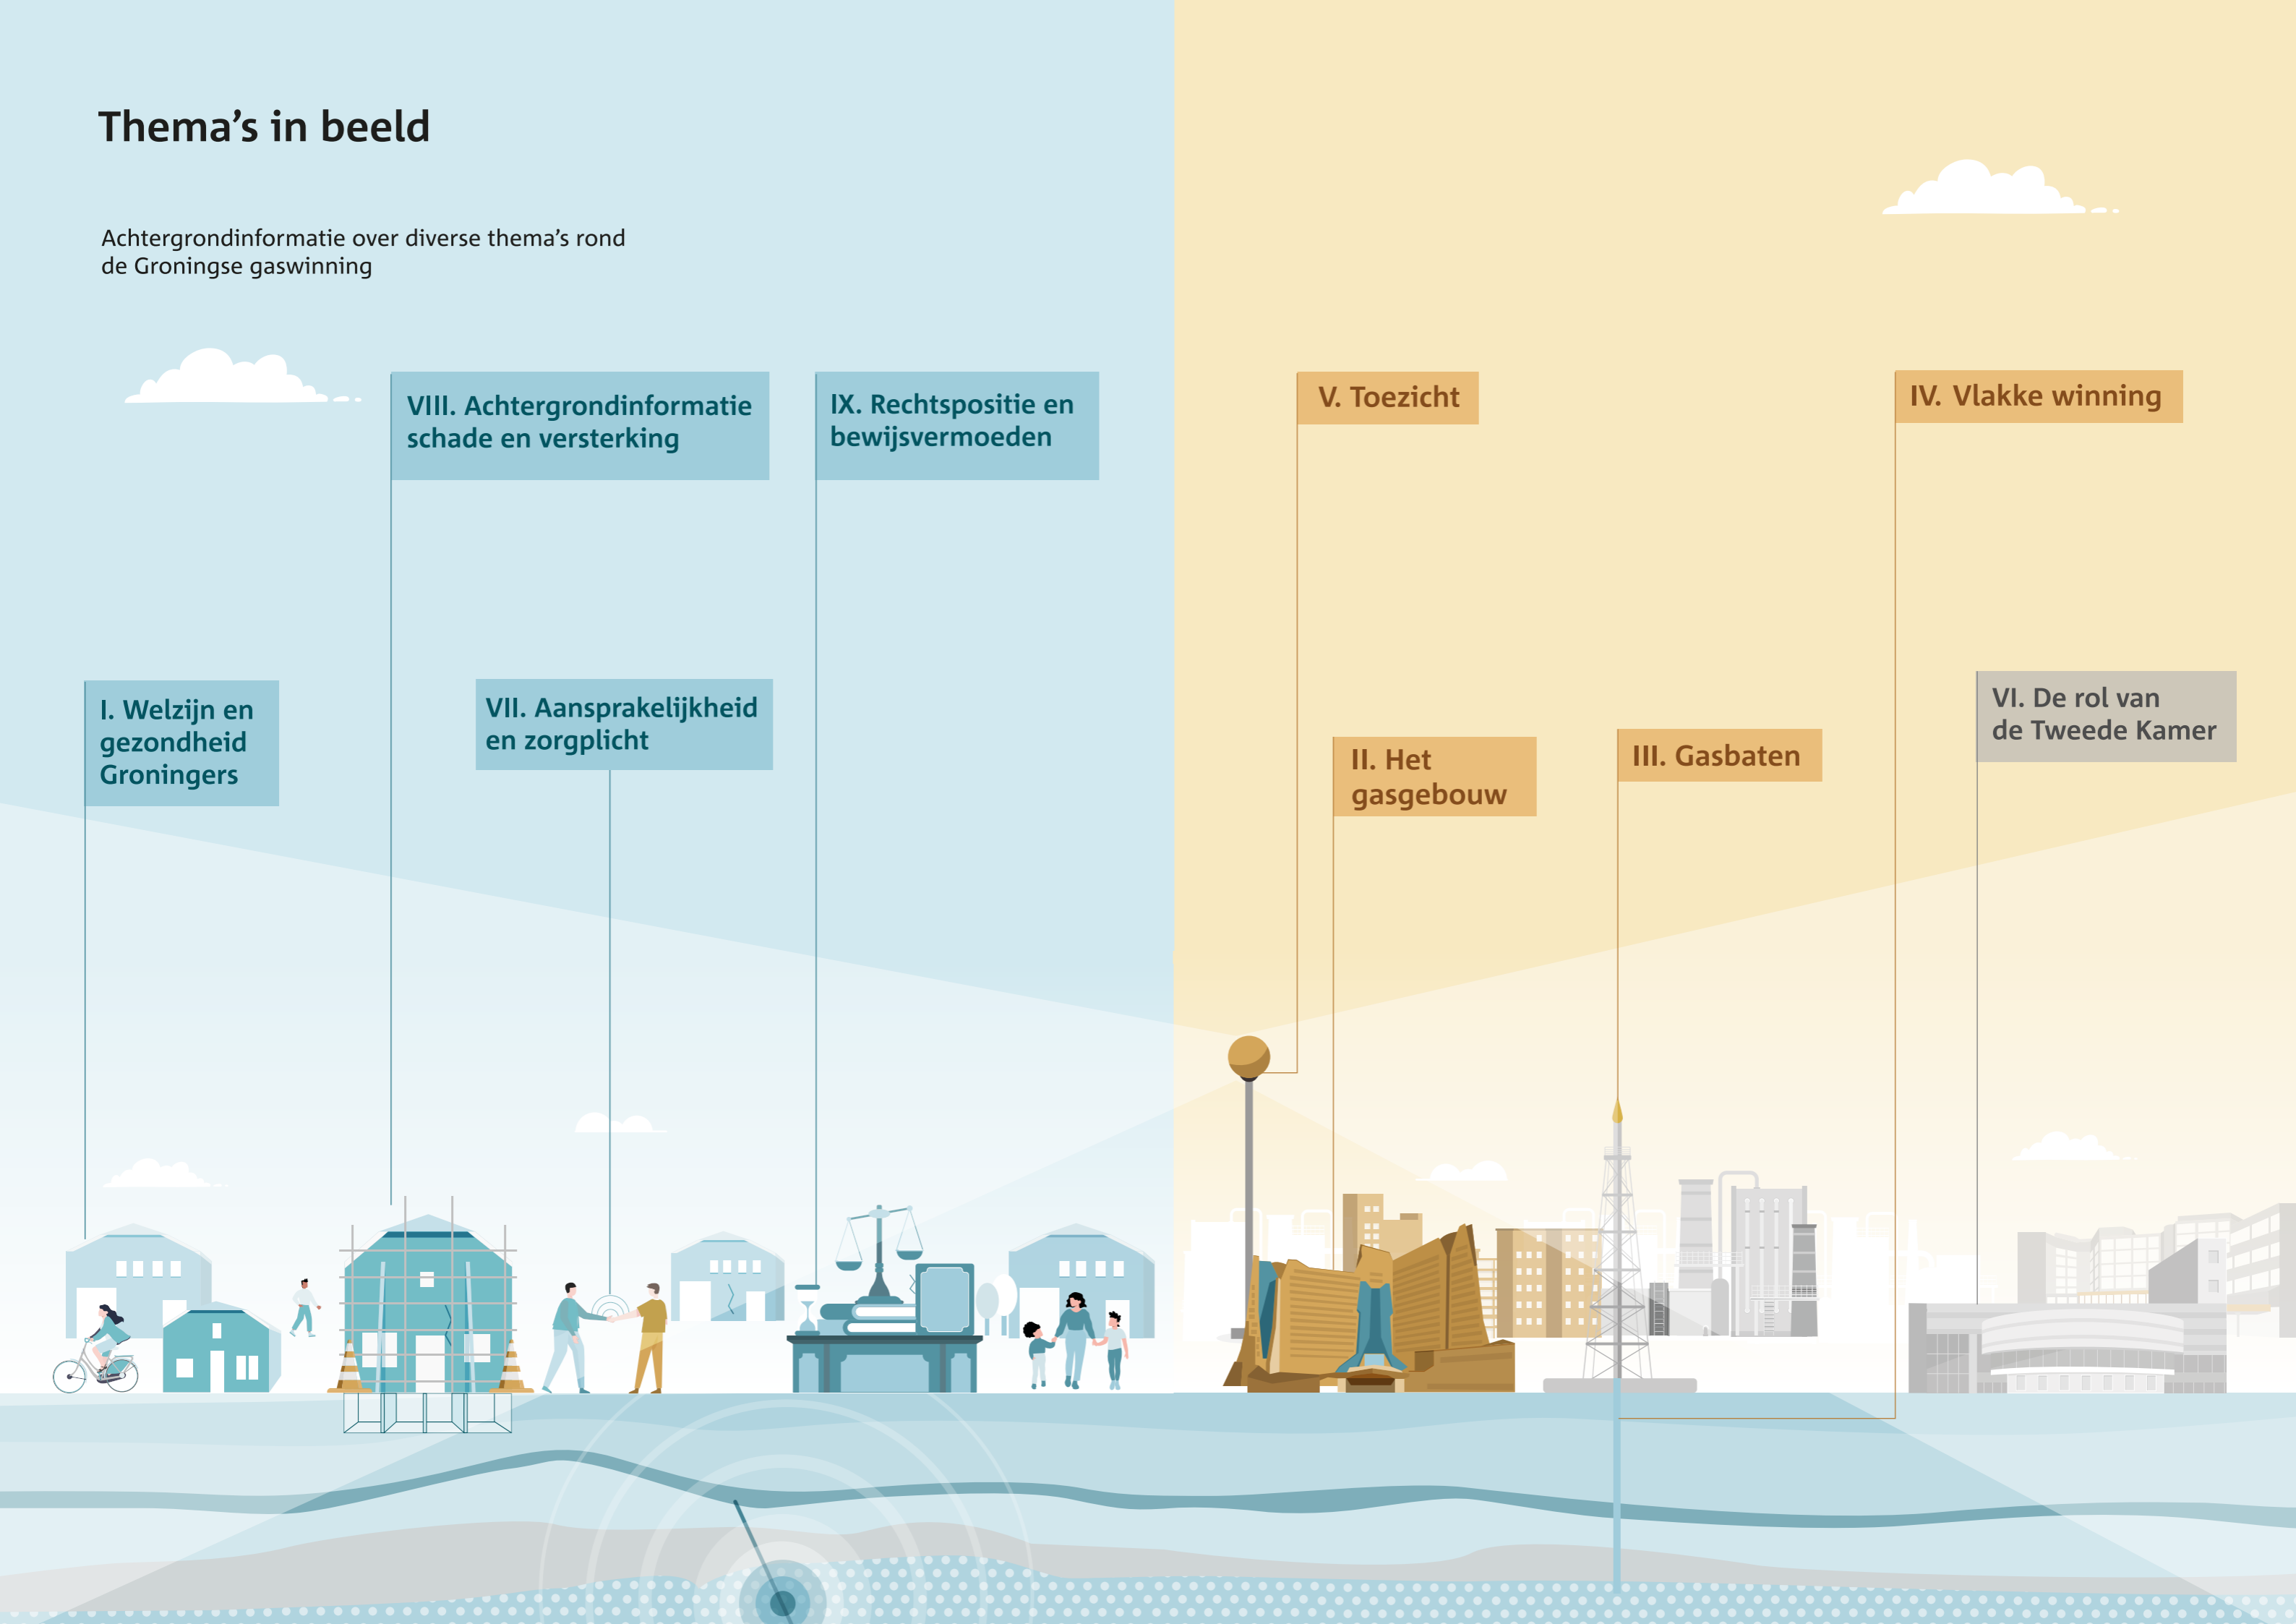 Thema’s in beeld
Achtergrondinformatie over diverse thema’s rond
de Groningse gaswinning
VIII. Achtergrondinformatie
schade en versterking
IX. Rechtspositie en
bewijsvermoeden
V. Toezicht
IV. Vlakke winning
I. Welzijn en
gezondheid
Groningers
VII. Aansprakelijkheid
en zorgplicht
II. Het
gasgebouw
III. Gasbaten
VI. De rol van
de Tweede Kamer